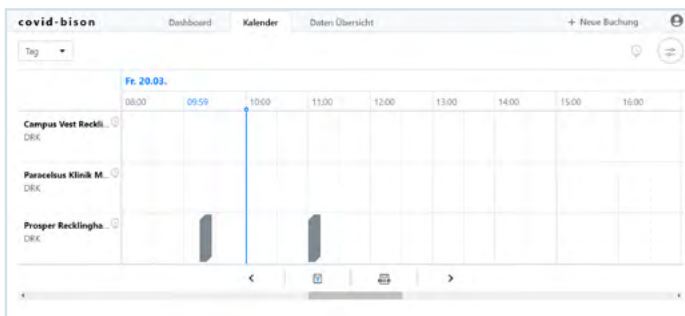 covid-bison Dashboard Kalender Daten Übersicht + Neue Buchung
Tag
Fr. 20.03.
08:00 09:59 10:00 11:00 12:00 13:00 14:00 15:00 16:00
Campus Vest Reckli...
DRK
Paracelsus Klinik M...
DRK
Prosper Recklingha...
DRK